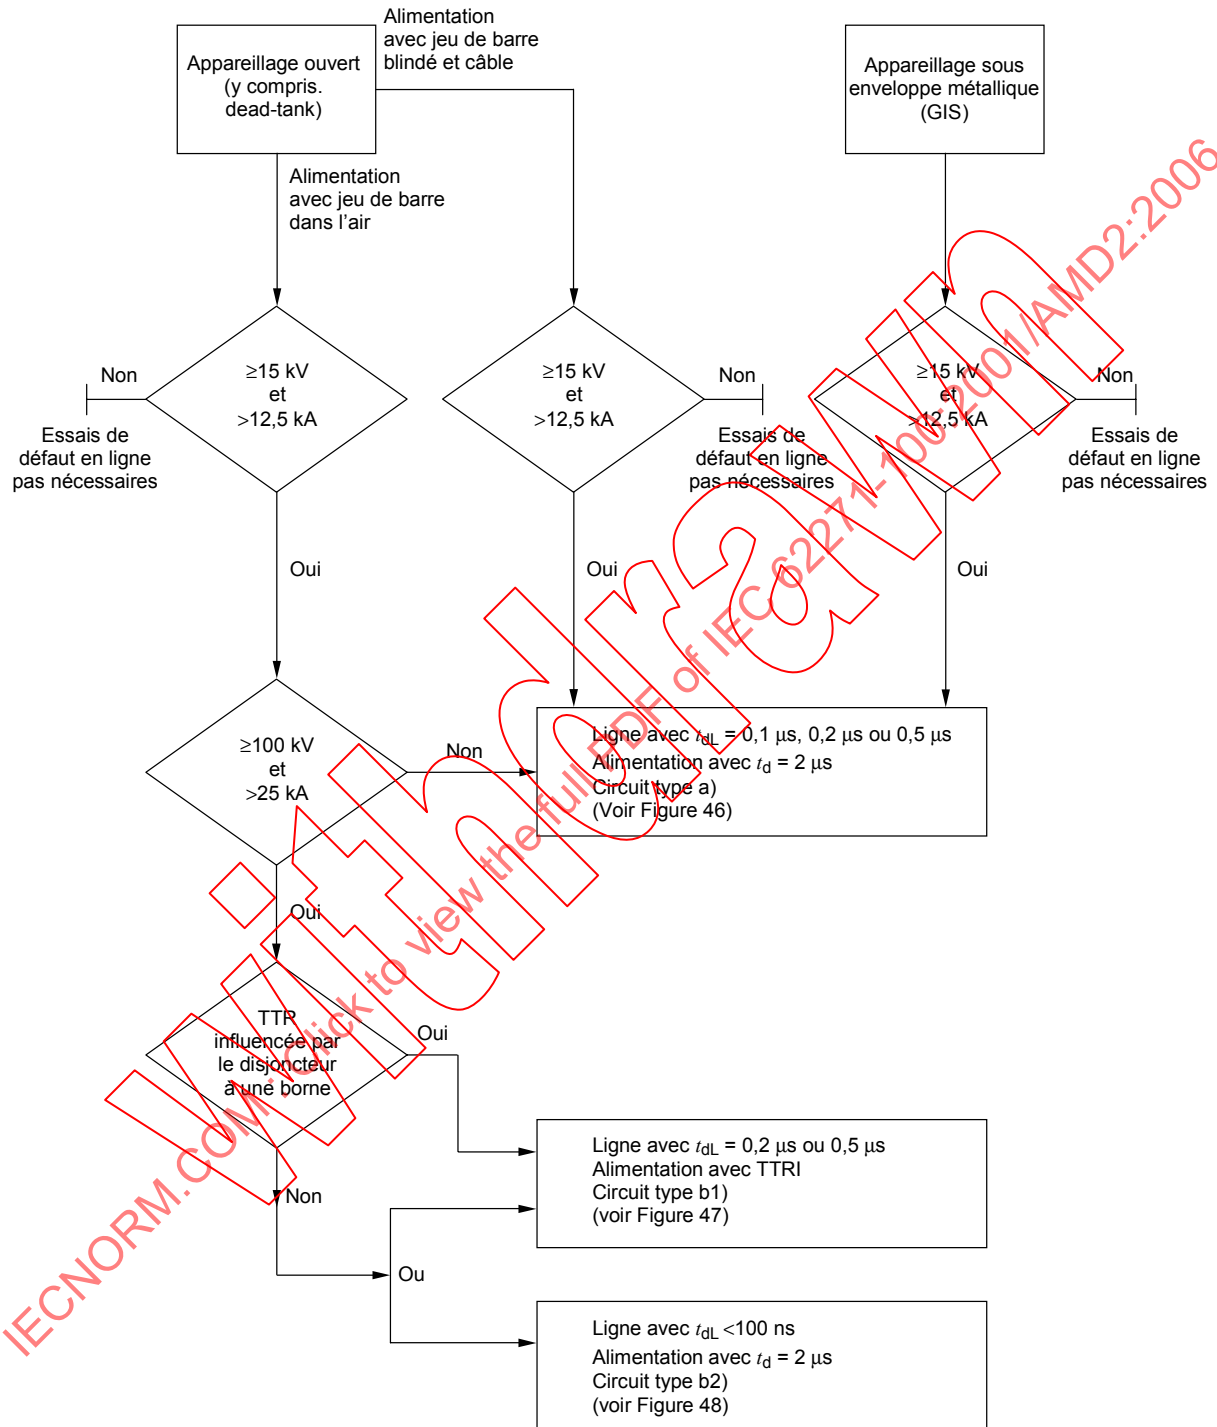 Alimentation
avec jeu de barre
blindé et câble
Appareillage ouvert
(y compris.
dead-tank)
Appareillage sous
enveloppe métallique
(GIS)
Alimentation
avec jeu de barre
dans l'air
≥15 kV
et
>12,5 kA
Non
Essais de
défaut en ligne
pas nécessaires
≥15 kV
et
>12,5 kA
Non
Essais de
défaut en ligne
pas nécessaires
≥15 kV
et
>12,5 kA
Non
Essais de
défaut en ligne
pas nécessaires
Oui
Oui
Oui
≥100 kV
et
>25 kA
Non
Ligne avec tdL = 0,1 µs, 0,2 µs ou 0,5 µs
Alimentation avec td = 2 µs
Circuit type a)
(Voir Figure 46)
Oui
TTR
influencée par
le disjoncteur
à une borne
Oui
Non
Ligne avec tdL = 0,2 µs ou 0,5 µs
Alimentation avec TTRI
Circuit type b1)
(voir Figure 47)
Ou
Ligne avec tdL <100 ns
Alimentation avec td = 2 µs
Circuit type b2)
(voir Figure 48)
IECNORM.COM : Click to view the full PDF of IEC 62271-100:2001/AMD2:2006
Withdrawn